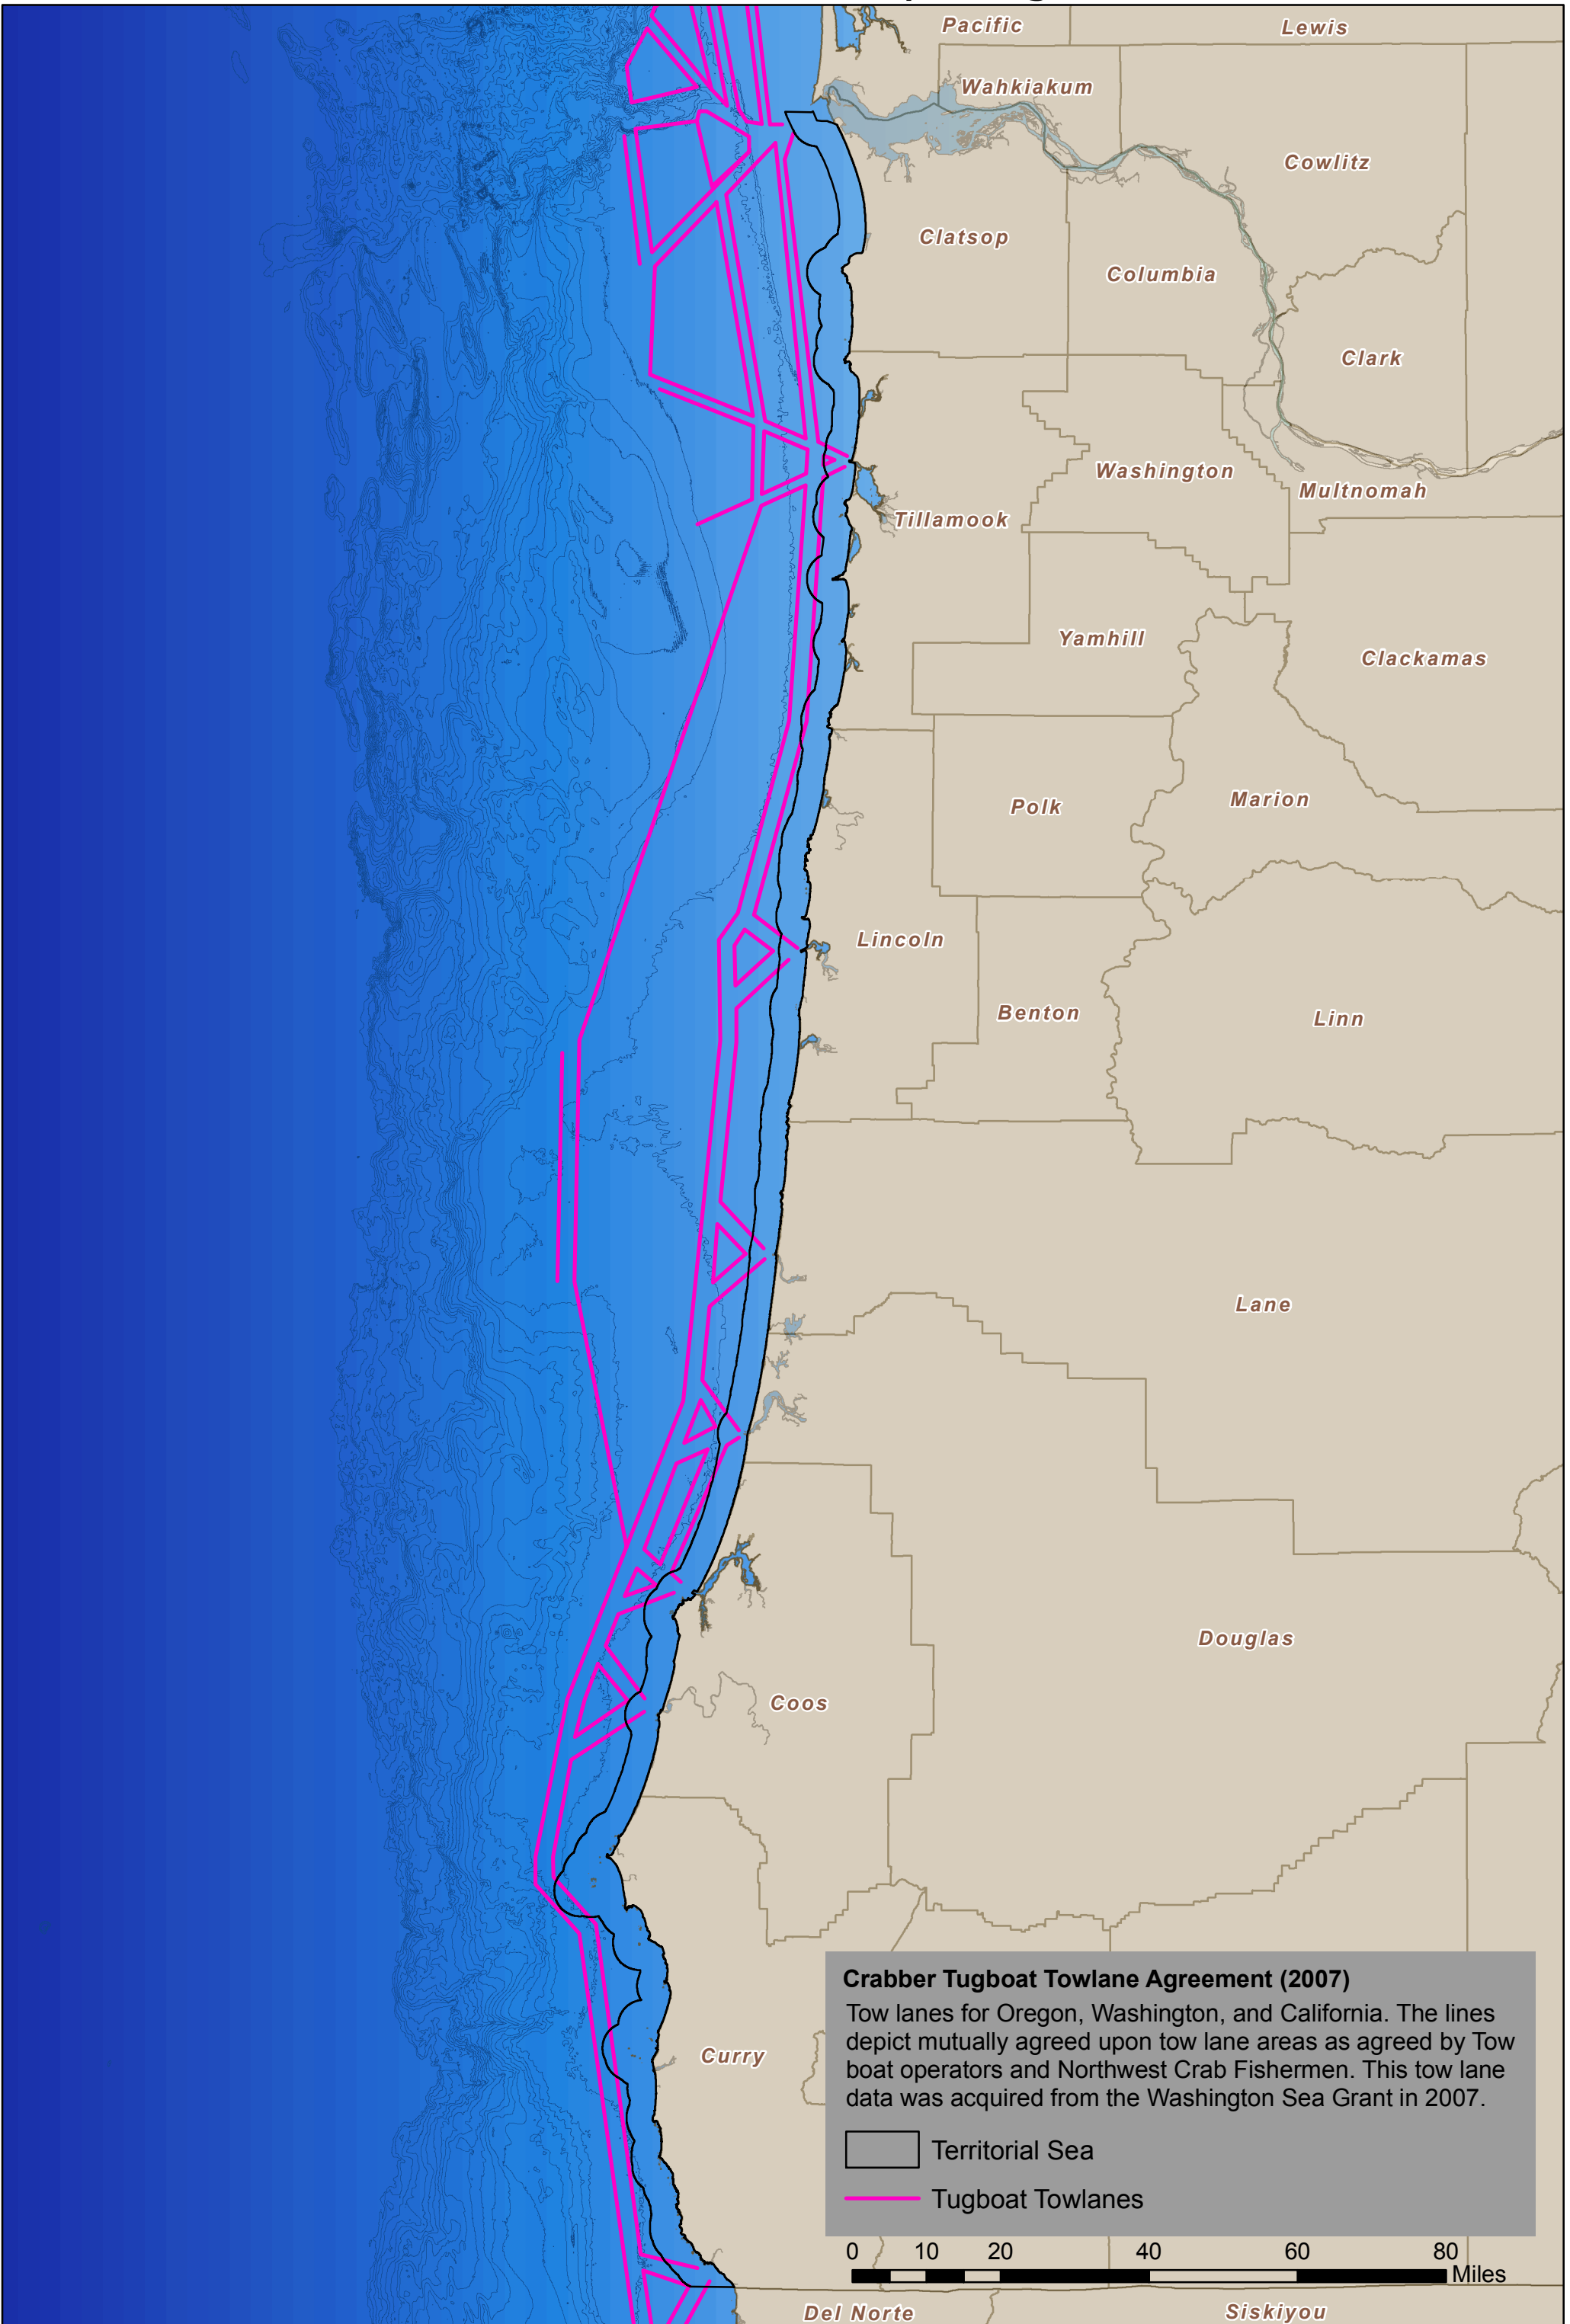 Pacific
Lewis
Wahkiakum
Cowlitz
Clatsop
Columbia
Clark
Washington
Multnomah
Tillamook
Yamhill
Clackamas
Polk
Marion
Lincoln
Benton
Linn
Lane
Douglas
Coos
Curry
Crabber Tugboat Towlane Agreement (2007)
Tow lanes for Oregon, Washington, and California. The lines
depict mutually agreed upon tow lane areas as agreed by Tow
boat operators and Northwest Crab Fishermen. This tow lane
data was acquired from the Washington Sea Grant in 2007.
Territorial Sea
Tugboat Towlanes
0 10 20 40 60 80
Miles
Del Norte
Siskiyou